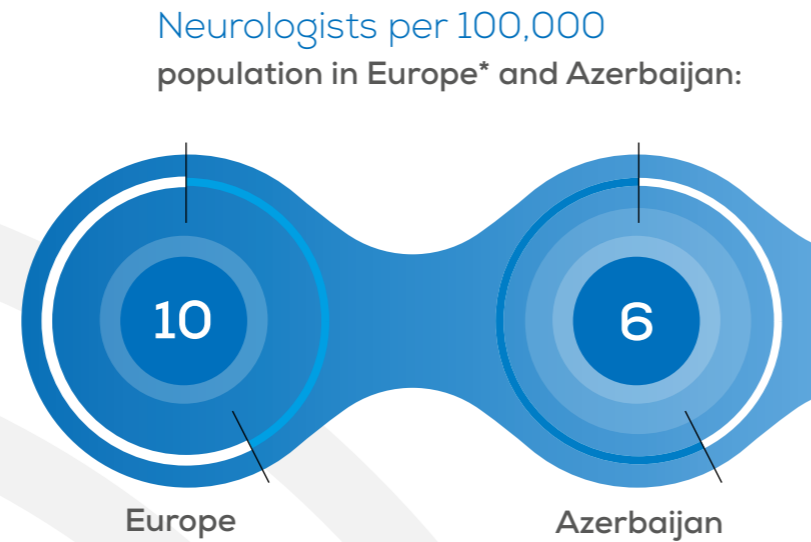 Neurologists per 100,000
population in Europe* and Azerbaijan:
10
6
Europe
Azerbaijan